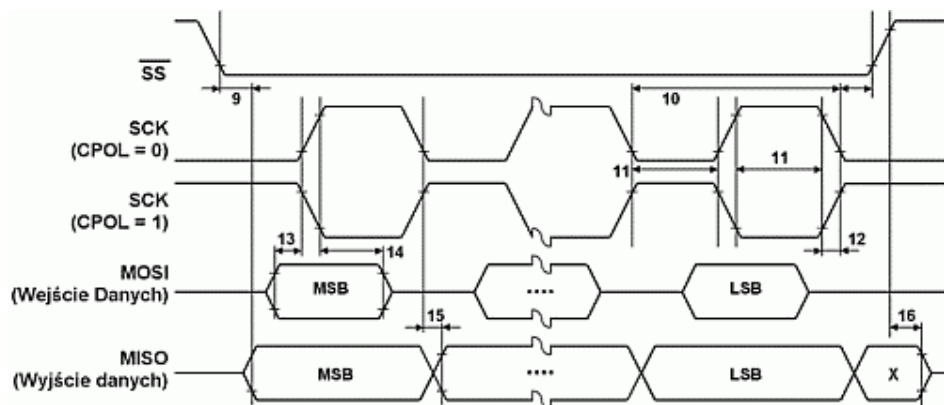 SS
9
10
SCK
(CPOL = 0)
11
11
SCK
(CPOL = 1)
12
13
14
MOSI
(Wejście Danych)
MSB
....
LSB
15
16
MISO
(Wyjście danych)
MSB
....
LSB
X